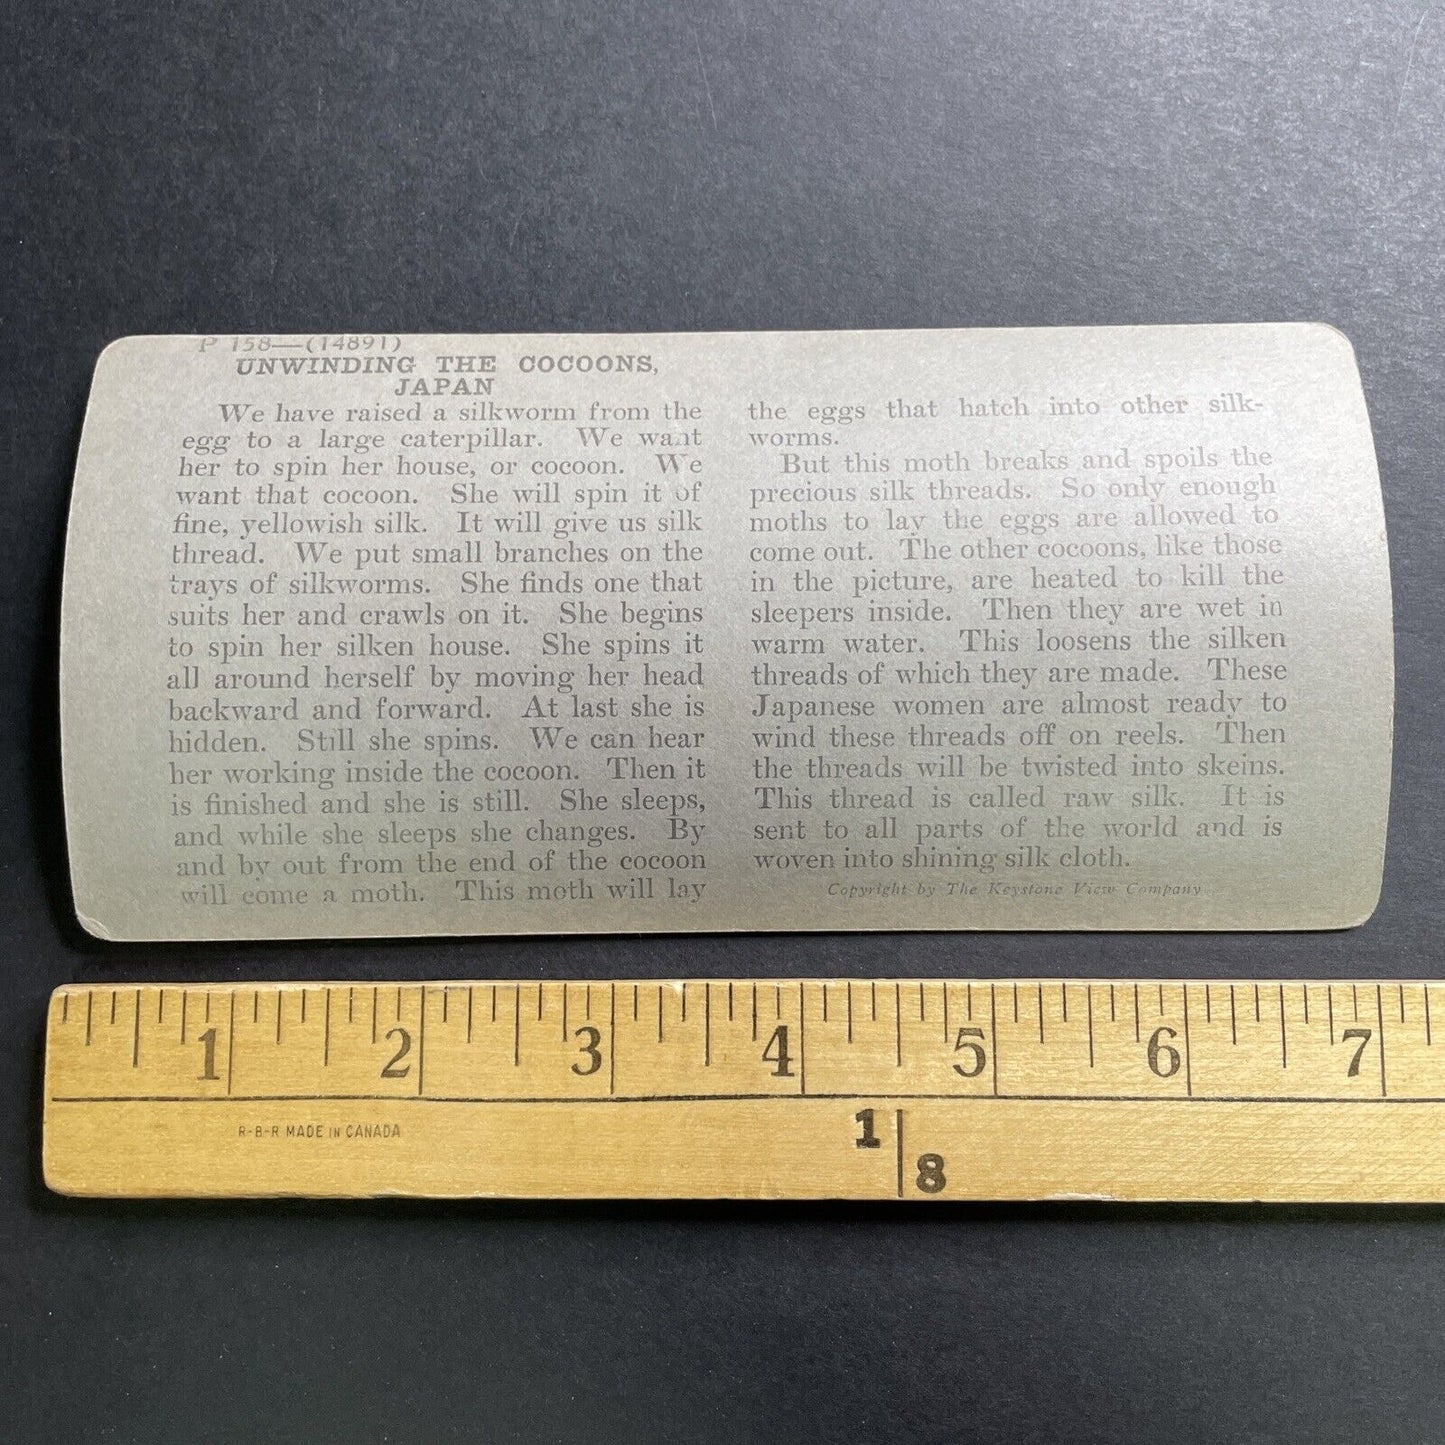 P 158—(14891)
UNWINDING THE COCOONS,
JAPAN
We have raised a silkworm from the
egg to a large caterpillar. We want
her to spin her house, or cocoon. We
want that cocoon. She will spin it of
fine, yellowish silk. It will give us silk
thread. We put small branches on the
trays of silkworms. She finds one that
suits her and crawls on it. She begins
to spin her silken house. She spins it
all around herself by moving her head
backward and forward. At last she is
hidden. Still she spins. We can hear
her working inside the cocoon. Then it
is finished and she is still. She sleeps,
and while she sleeps she changes. By
and by out from the end of the cocoon
will come a moth. This moth will lay
the eggs that hatch into other silk-
worms.
But this moth breaks and spoils the
precious silk threads. So only enough
moths to lay the eggs are allowed to
come out. The other cocoons, like those
in the picture, are heated to kill the
sleepers inside. Then they are wet in
warm water. This loosens the silken
threads of which they are made. These
Japanese women are almost ready to
wind these threads off on reels. Then
the threads will be twisted into skeins.
This thread is called raw silk. It is
sent to all parts of the world and is
woven into shining silk cloth.
Copyright by The Keystone View Company
1 2 3 4 5 6 7
R-B-R MADE IN CANADA
1 8